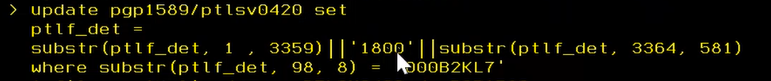 > update pgp1589/ptlsv0420 set
ptlf_det =
substr(ptlf_det, 1 , 3359)||'1800'||substr(ptlf_det, 3364, 581)
where substr(ptlf_det, 98, 8) = '000B2KL7'